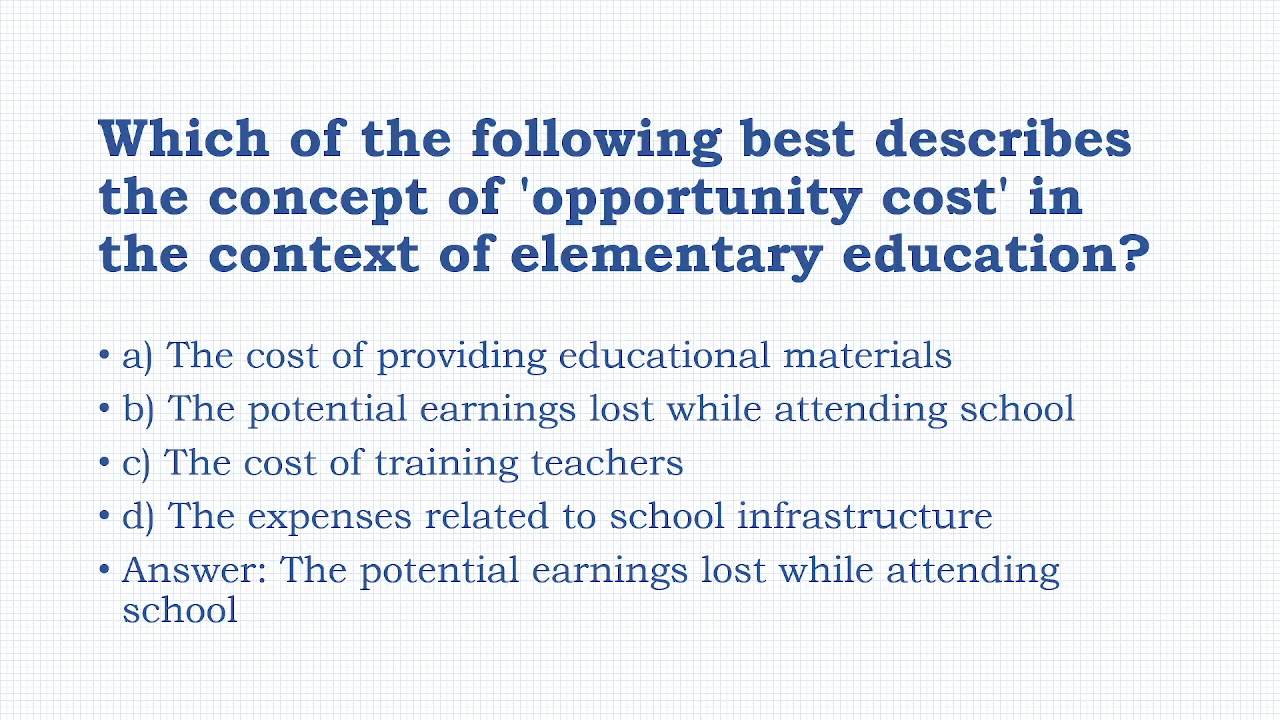 Which of the following best describes
the concept of 'opportunity cost' in
the context of elementary education?
• a) The cost of providing educational materials
• b) The potential earnings lost while attending school
• c) The cost of training teachers
• d) The expenses related to school infrastructure
• Answer: The potential earnings lost while attending
school